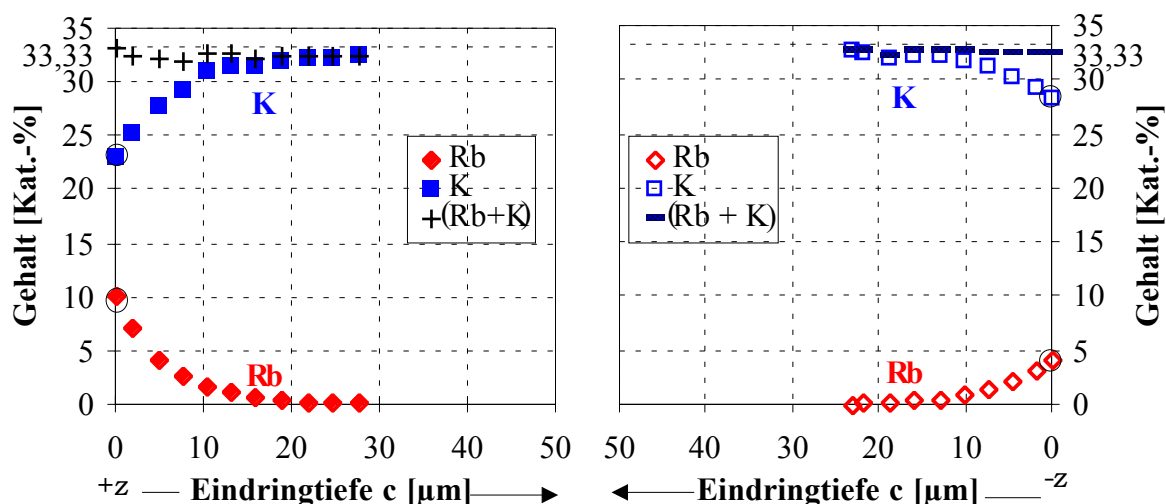 35
33,33
30
25
20
15
10
5
0
Gehalt [Kat.-%]
K
Rb
Rb
K
(Rb+K)
0 10 20 30 40 50
+z Eindringtiefe c [µm]
35
33,33
30
25
20
15
10
5
0
Gehalt [Kat.-%]
K
Rb
Rb
K
(Rb + K)
50 40 30 20 10 0
Eindringtiefe c [µm] -z